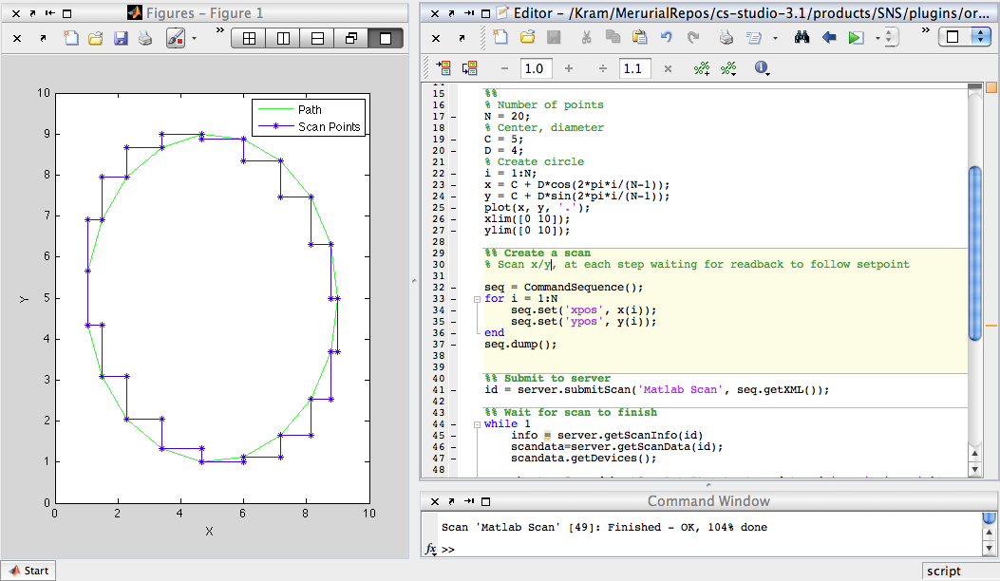 Figures - Figure 1
»
10
9
8
7
6
5
4
3
2
1
0
Y
0 2 4 6 8 10
X
Path
Scan Points
Start
Editor - /Kram/MerurialRepos/cs-studio-3.1/products/SNS/plugins/or...
»
− 1.0 + ÷ 1.1 ×
15 %%
16 % Number of points
17 N = 20;
18 % Center, diameter
19 C = 5;
20 D = 4;
21 % Create circle
22 i = 1:N;
23 x = C + D*cos(2*pi*i/(N-1));
24 y = C + D*sin(2*pi*i/(N-1));
25 plot(x, y, '.');
26 xlim([0 10]);
27 ylim([0 10]);
28
29 %% Create a scan
30 % Scan x/y, at each step waiting for readback to follow setpoint
31
32 seq = CommandSequence();
33 for i = 1:N
34 seq.set('xpos', x(i));
35 seq.set('ypos', y(i));
36 end
37 seq.dump();
38
39
40 %% Submit to server
41 id = server.submitScan('Matlab Scan', seq.getXML());
42
43 %% Wait for scan to finish
44 while 1
45 info = server.getScanInfo(id)
46 scandata=server.getScanData(id);
47 scandata.getDevices();
48
Command Window
Scan 'Matlab Scan' [49]: Finished - OK, 104% done
fx >>
script